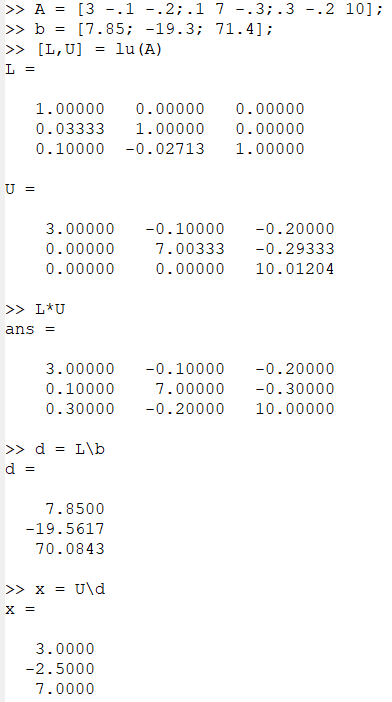 >> A = [3 -.1 -.2;.1 7 -.3;.3 -.2 10];
>> b = [7.85; -19.3; 71.4];
>> [L,U] = lu(A)
L =
1.00000 0.00000 0.00000
0.03333 1.00000 0.00000
0.10000 -0.02713 1.00000
U =
3.00000 -0.10000 -0.20000
0.00000 7.00333 -0.29333
0.00000 0.00000 10.01204
>> L*U
ans =
3.00000 -0.10000 -0.20000
0.10000 7.00000 -0.30000
0.30000 -0.20000 10.00000
>> d = L\b
d =
7.8500
-19.5617
70.0843
>> x = U\d
x =
3.0000
-2.5000
7.0000